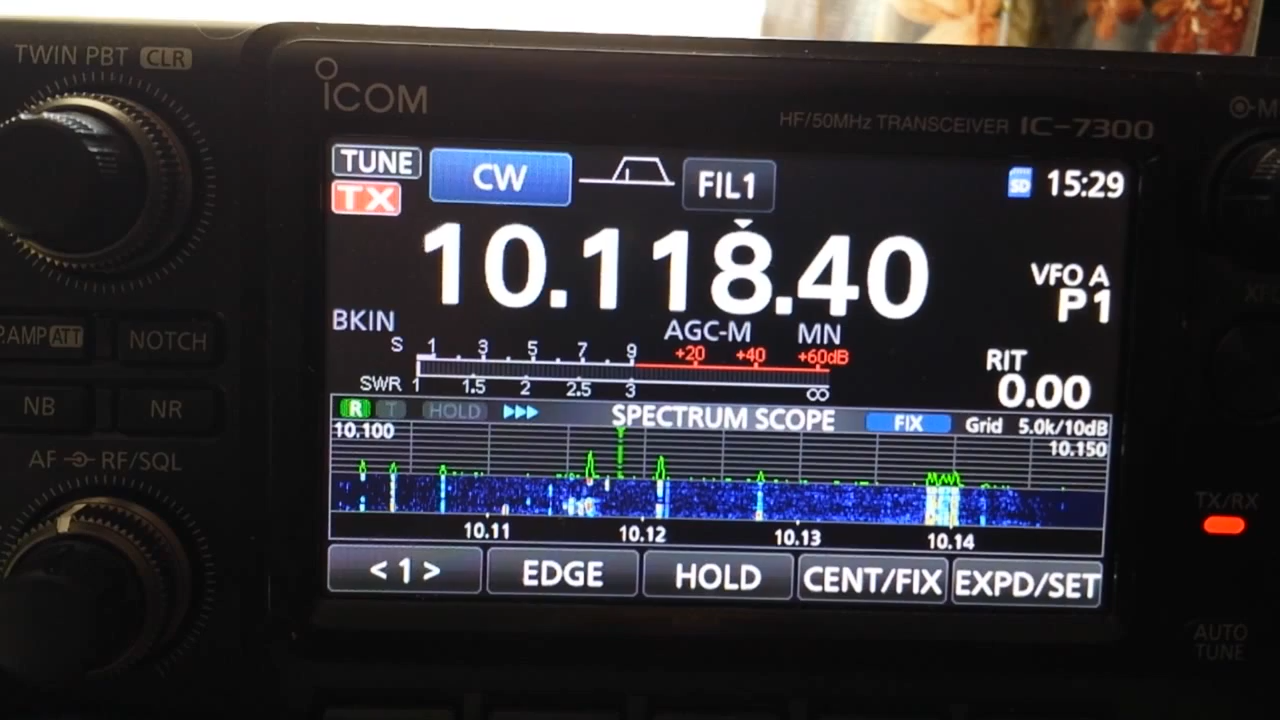 TWIN PBT CLR
ICOM
HF/50MHz TRANSCEIVER IC-7300
TUNE
CW
FIL1
SD
15:29
TX
10.118.40
VFO A
P1
BKIN
AGC-M
MN
S 1 3 5 7 9 +20 +40 +60dB
SWR 1 1.5 2 2.5 3 ∞
RIT
0.00
R T HOLD SPECTRUM SCOPE FIX Grid 5.0k/10dB
10.100
10.150
10.11 10.12 10.13 10.14
<1> EDGE HOLD CENT/FIX EXPD/SET
P.AMP ATT
NOTCH
NB
NR
AF RF/SQL
TX/RX
AUTO
TUNE